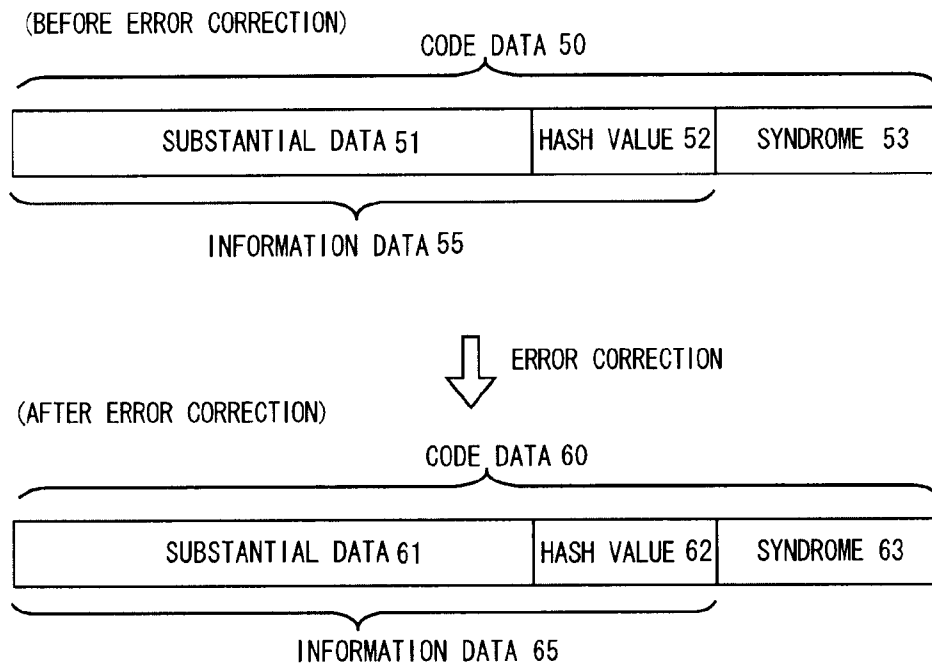 (BEFORE ERROR CORRECTION)
CODE DATA 50
SUBSTANTIAL DATA 51 HASH VALUE 52 SYNDROME 53
INFORMATION DATA 55
ERROR CORRECTION
(AFTER ERROR CORRECTION)
CODE DATA 60
SUBSTANTIAL DATA 61 HASH VALUE 62 SYNDROME 63
INFORMATION DATA 65